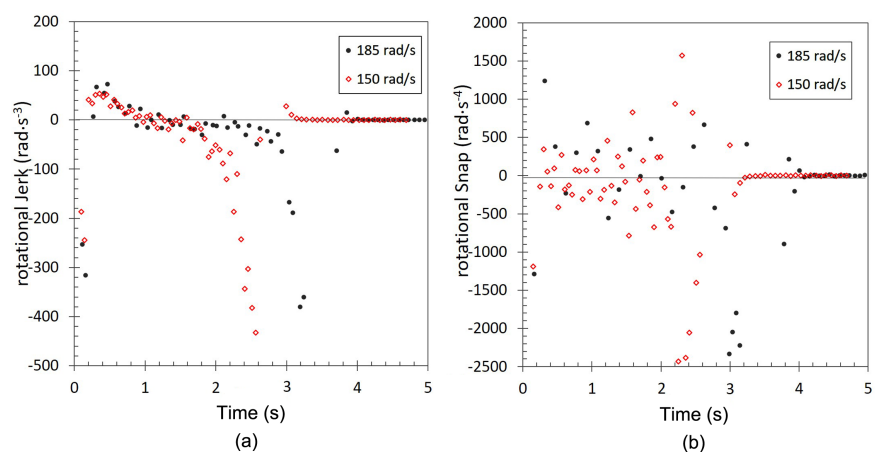 200
100
0
-100
-200
-300
-400
-500
rotational Jerk (rad·s⁻³)
185 rad/s
150 rad/s
0 1 2 3 4 5
Time (s)
(a)
2000
1500
1000
500
0
-500
-1000
-1500
-2000
-2500
rotational Snap (rad·s⁻⁴)
185 rad/s
150 rad/s
0 1 2 3 4 5
Time (s)
(b)